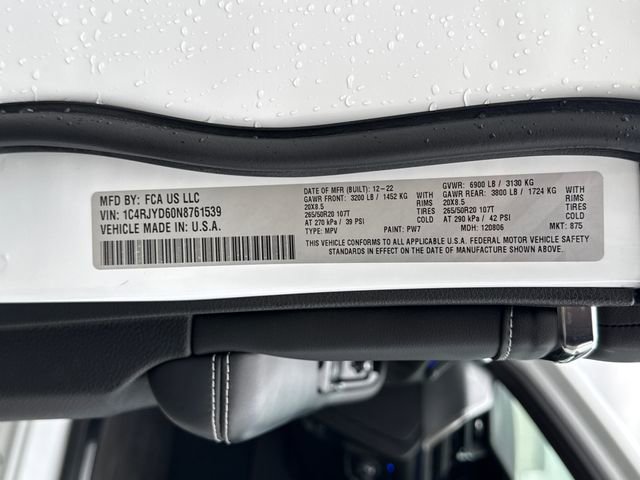 MFD BY: FCA US LLC
VIN: 1C4RJYD60N8761539
VEHICLE MADE IN U.S.A.
DATE OF MFR (BUILT): 12-22
GAWR FRONT: 3200 LB / 1452 KG
20X8.5
265/50R20 107T
AT 270 kPa / 39 PSI
TYPE: MPV
RIMS
TIRES
COLD
PAINT: PW7
GVWR: 6900 LB / 3130 KG
GAWR REAR: 3800 LB / 1724 KG
20X8.5
265/50R20 107T
AT 290 kPa / 42 PSI
MDH: 120806
RIMS
TIRES
COLD
MKT: 875
THIS VEHICLE CONFORMS TO ALL APPLICABLE U.S.A. FEDERAL MOTOR VEHICLE SAFETY
STANDARDS IN EFFECT ON THE DATE OF MANUFACTURE SHOWN ABOVE.